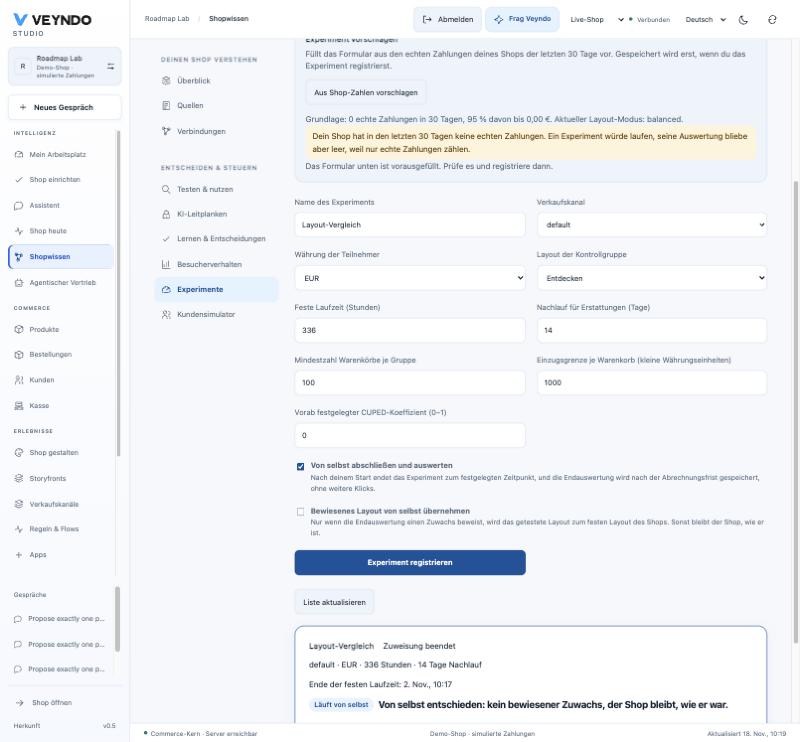 VEYNDO
STUDIO
Roadmap Lab / Shopwissen
Abmelden
Frag Veyndo
Live-Shop
Verbunden
Deutsch
R
Roadmap Lab
Demo-Shop ·
simulierte Zahlungen
+ Neues Gespräch
INTELLIGENZ
Mein Arbeitsplatz
Shop einrichten
Assistent
Shop heute
Shopwissen
Agentischer Vertrieb
COMMERCE
Produkte
Bestellungen
Kunden
Kasse
ERLEBNISSE
Shop gestalten
Storyfronts
Verkaufskanäle
Regeln & Flows
Apps
Gespräche
Propose exactly one p...
Propose exactly one p...
Propose exactly one p...
Shop öffnen
Herkunft
v0.5
DEINEN SHOP VERSTEHEN
Überblick
Quellen
Verbindungen
ENTSCHEIDEN & STEUERN
Testen & nutzen
KI-Leitplanken
Lernen & Entscheidungen
Besucherverhalten
Experimente
Kundensimulator
Experiment vorschlagen
Füllt das Formular aus den echten Zahlungen deines Shops der letzten 30 Tage vor. Gespeichert wird erst, wenn du das
Experiment registrierst.
Aus Shop-Zahlen vorschlagen
Grundlage: 0 echte Zahlungen in 30 Tagen, 95 % davon bis 0,00 €. Aktueller Layout-Modus: balanced.
Dein Shop hat in den letzten 30 Tagen keine echten Zahlungen. Ein Experiment würde laufen, seine Auswertung bliebe
aber leer, weil nur echte Zahlungen zählen.
Das Formular unten ist vorausgefüllt. Prüfe es und registriere dann.
Name des Experiments
Verkaufskanal
Layout-Vergleich
default
Währung der Teilnehmer
Layout der Kontrollgruppe
EUR
Entdecken
Feste Laufzeit (Stunden)
Nachlauf für Erstattungen (Tage)
336
14
Mindestzahl Warenkörbe je Gruppe
Einzugsgrenze je Warenkorb (kleine Währungseinheiten)
100
1000
Vorab festgelegter CUPED-Koeffizient (0–1)
0
Von selbst abschließen und auswerten
Nach deinem Start endet das Experiment zum festgelegten Zeitpunkt, und die Endauswertung wird nach der Abrechnungsfrist gespeichert,
ohne weitere Klicks.
Bewiesenes Layout von selbst übernehmen
Nur wenn die Endauswertung einen Zuwachs beweist, wird das getestete Layout zum festen Layout des Shops. Sonst bleibt der Shop, wie er
ist.
Experiment registrieren
Liste aktualisieren
Layout-Vergleich Zuweisung beendet
default · EUR · 336 Stunden · 14 Tage Nachlauf
Ende der festen Laufzeit: 2. Nov., 10:17
Läuft von selbst Von selbst entschieden: kein bewiesener Zuwachs, der Shop bleibt, wie er war.
Commerce-Kern · Server erreichbar
Demo-Shop · simulierte Zahlungen
Aktualisiert 18. Nov., 10:19